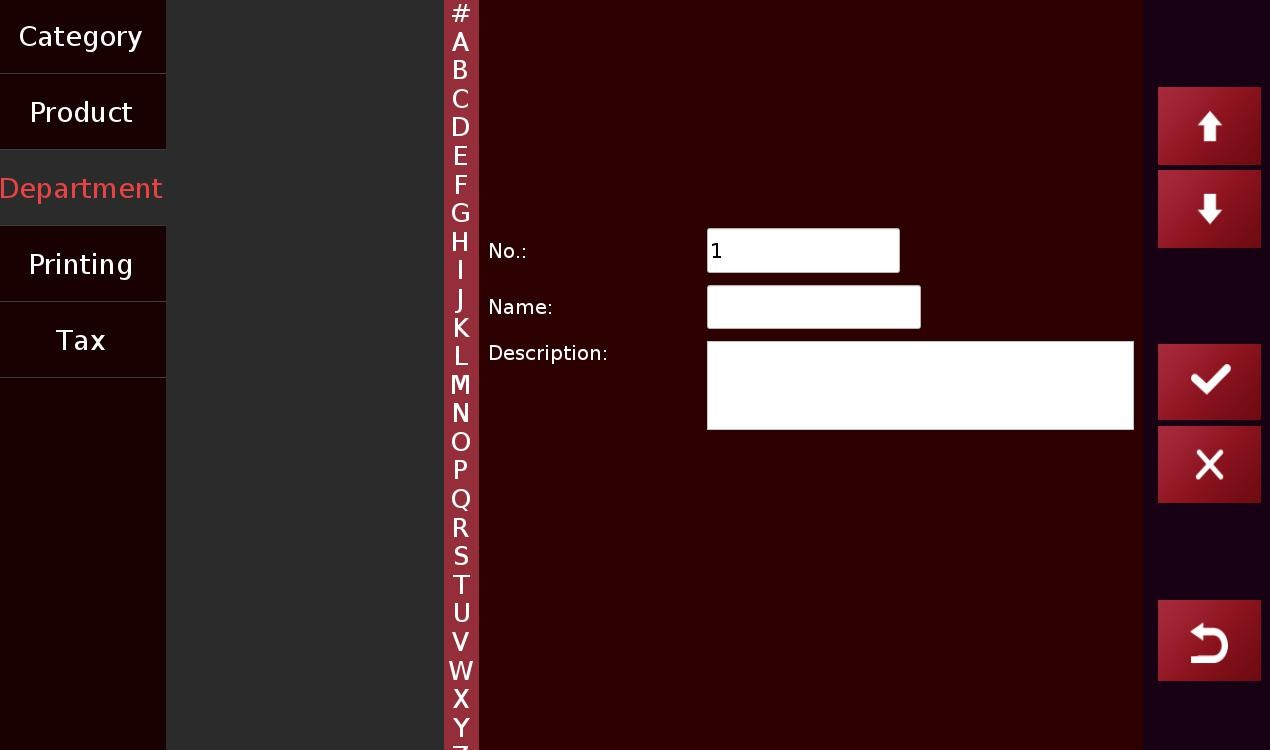 Category
Product
Department
Printing
Tax
#
A
B
C
D
E
F
G
H
I
J
K
L
M
N
O
P
Q
R
S
T
U
V
W
X
Y
Z
No.:
1
Name:
Description: